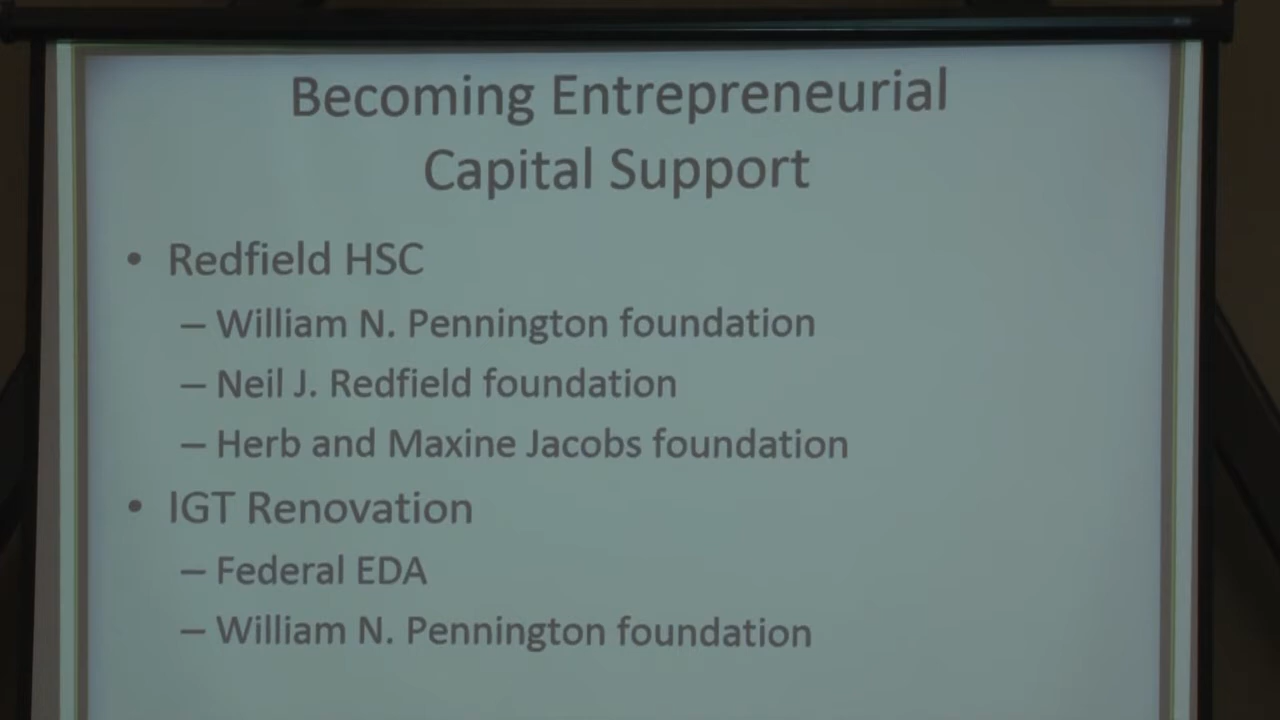 Becoming Entrepreneurial
Capital Support
• Redfield HSC
– William N. Pennington foundation
– Neil J. Redfield foundation
– Herb and Maxine Jacobs foundation
• IGT Renovation
– Federal EDA
– William N. Pennington foundation